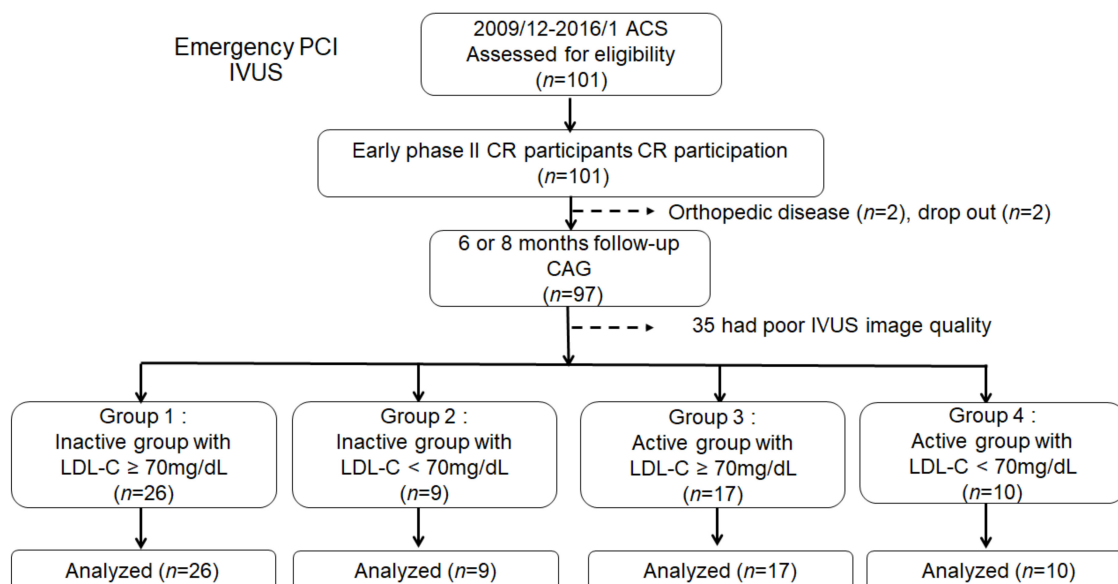 Emergency PCI
IVUS
2009/12-2016/1 ACS
Assessed for eligibility
(n=101)
Early phase II CR participants CR participation
(n=101)
Orthopedic disease (n=2), drop out (n=2)
6 or 8 months follow-up
CAG
(n=97)
35 had poor IVUS image quality
Group 1 :
Inactive group with
LDL-C ≥ 70mg/dL
(n=26)
Group 2 :
Inactive group with
LDL-C < 70mg/dL
(n=9)
Group 3 :
Active group with
LDL-C ≥ 70mg/dL
(n=17)
Group 4 :
Active group with
LDL-C < 70mg/dL
(n=10)
Analyzed (n=26)
Analyzed (n=9)
Analyzed (n=17)
Analyzed (n=10)